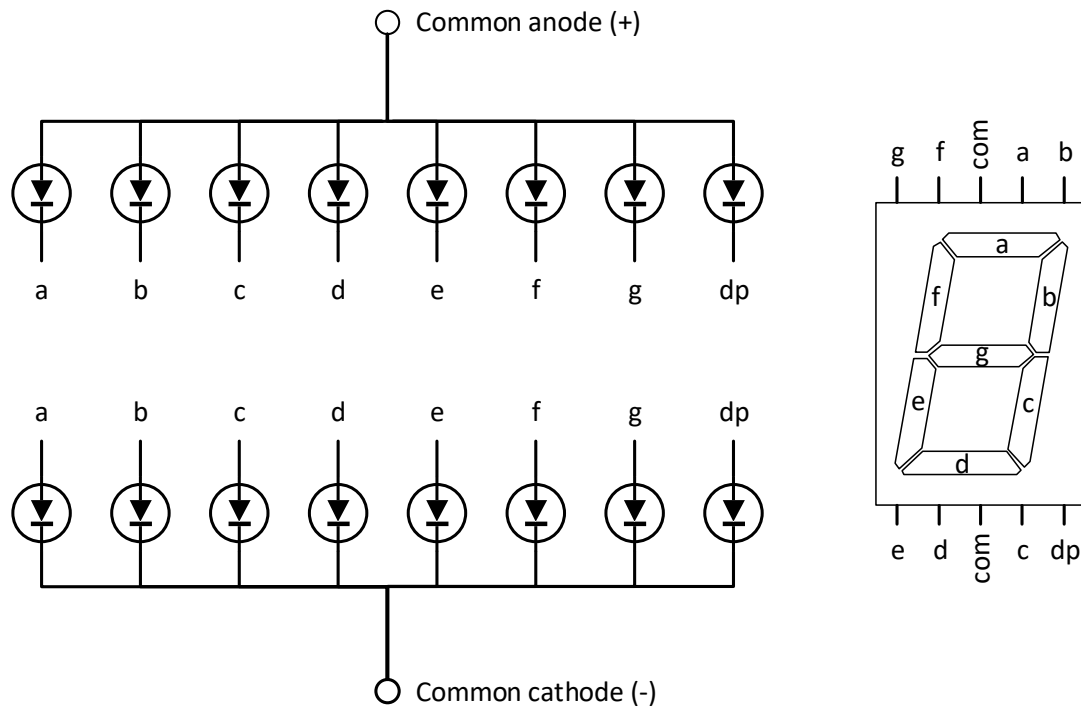 Common anode (+)
a b c d e f g dp
a b c d e f g dp
Common cathode (-)
g f com a b
a
f b
g
e c
d
e d com c dp